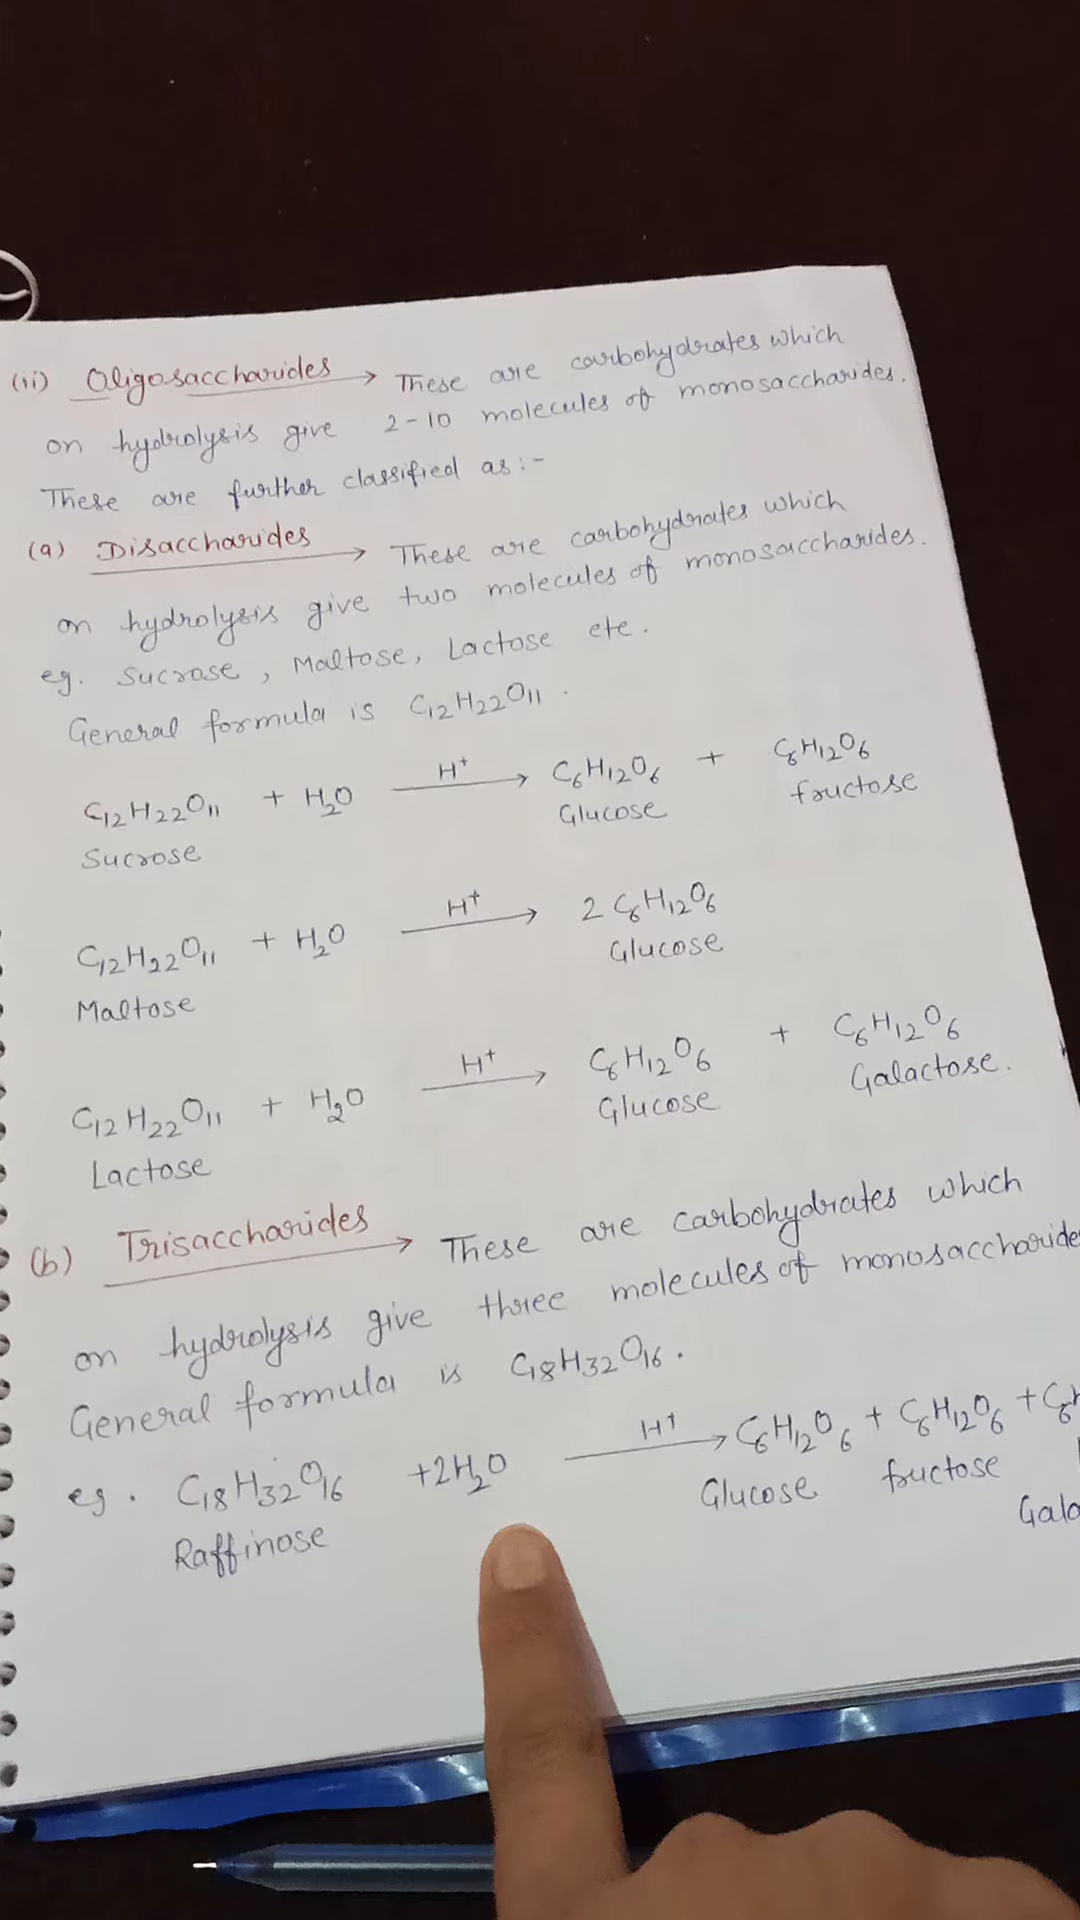 (ii) Oligosaccharides → These are carbohydrates which
on hydrolysis give 2-10 molecules of monosaccharides.
These are further classified as:-
(a) Disaccharides → These are carbohydrates which
on hydrolysis give two molecules of monosaccharides.
eg. Sucrose, Maltose, Lactose etc.
General formula is C12H22O11.
C12H22O11 + H2O H+ → C6H12O6 + C6H12O6
Sucrose Glucose fructose
C12H22O11 + H2O H+ → 2 C6H12O6
Maltose Glucose
C12H22O11 + H2O H+ → C6H12O6 + C6H12O6
Lactose Glucose Galactose.
(b) Trisaccharides → These are carbohydrates which
on hydrolysis give three molecules of monosaccharide
General formula is C18H32O16.
eg. C18H32O16 +2H2O H+ → C6H12O6 + C6H12O6 + C6H
Raffinose Glucose fructose Gala